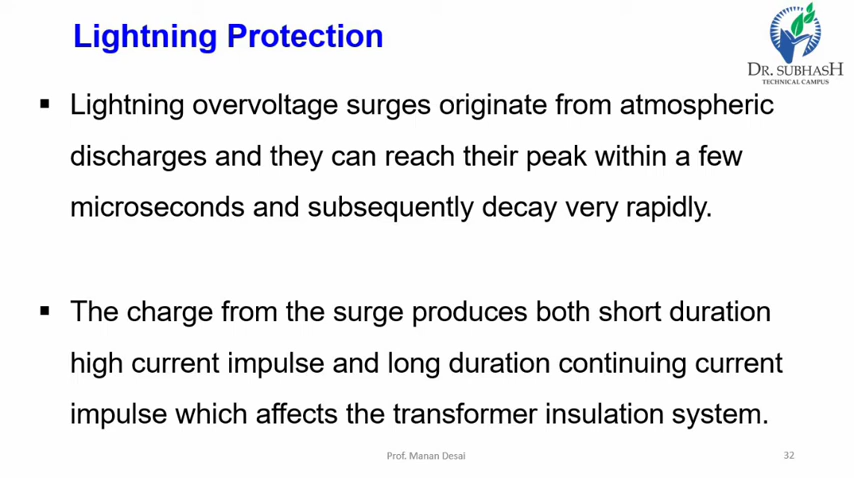 Lightning Protection
DR. SUBHASH
TECHNICAL CAMPUS
▪ Lightning overvoltage surges originate from atmospheric
discharges and they can reach their peak within a few
microseconds and subsequently decay very rapidly.
▪ The charge from the surge produces both short duration
high current impulse and long duration continuing current
impulse which affects the transformer insulation system.
Prof. Manan Desai
32